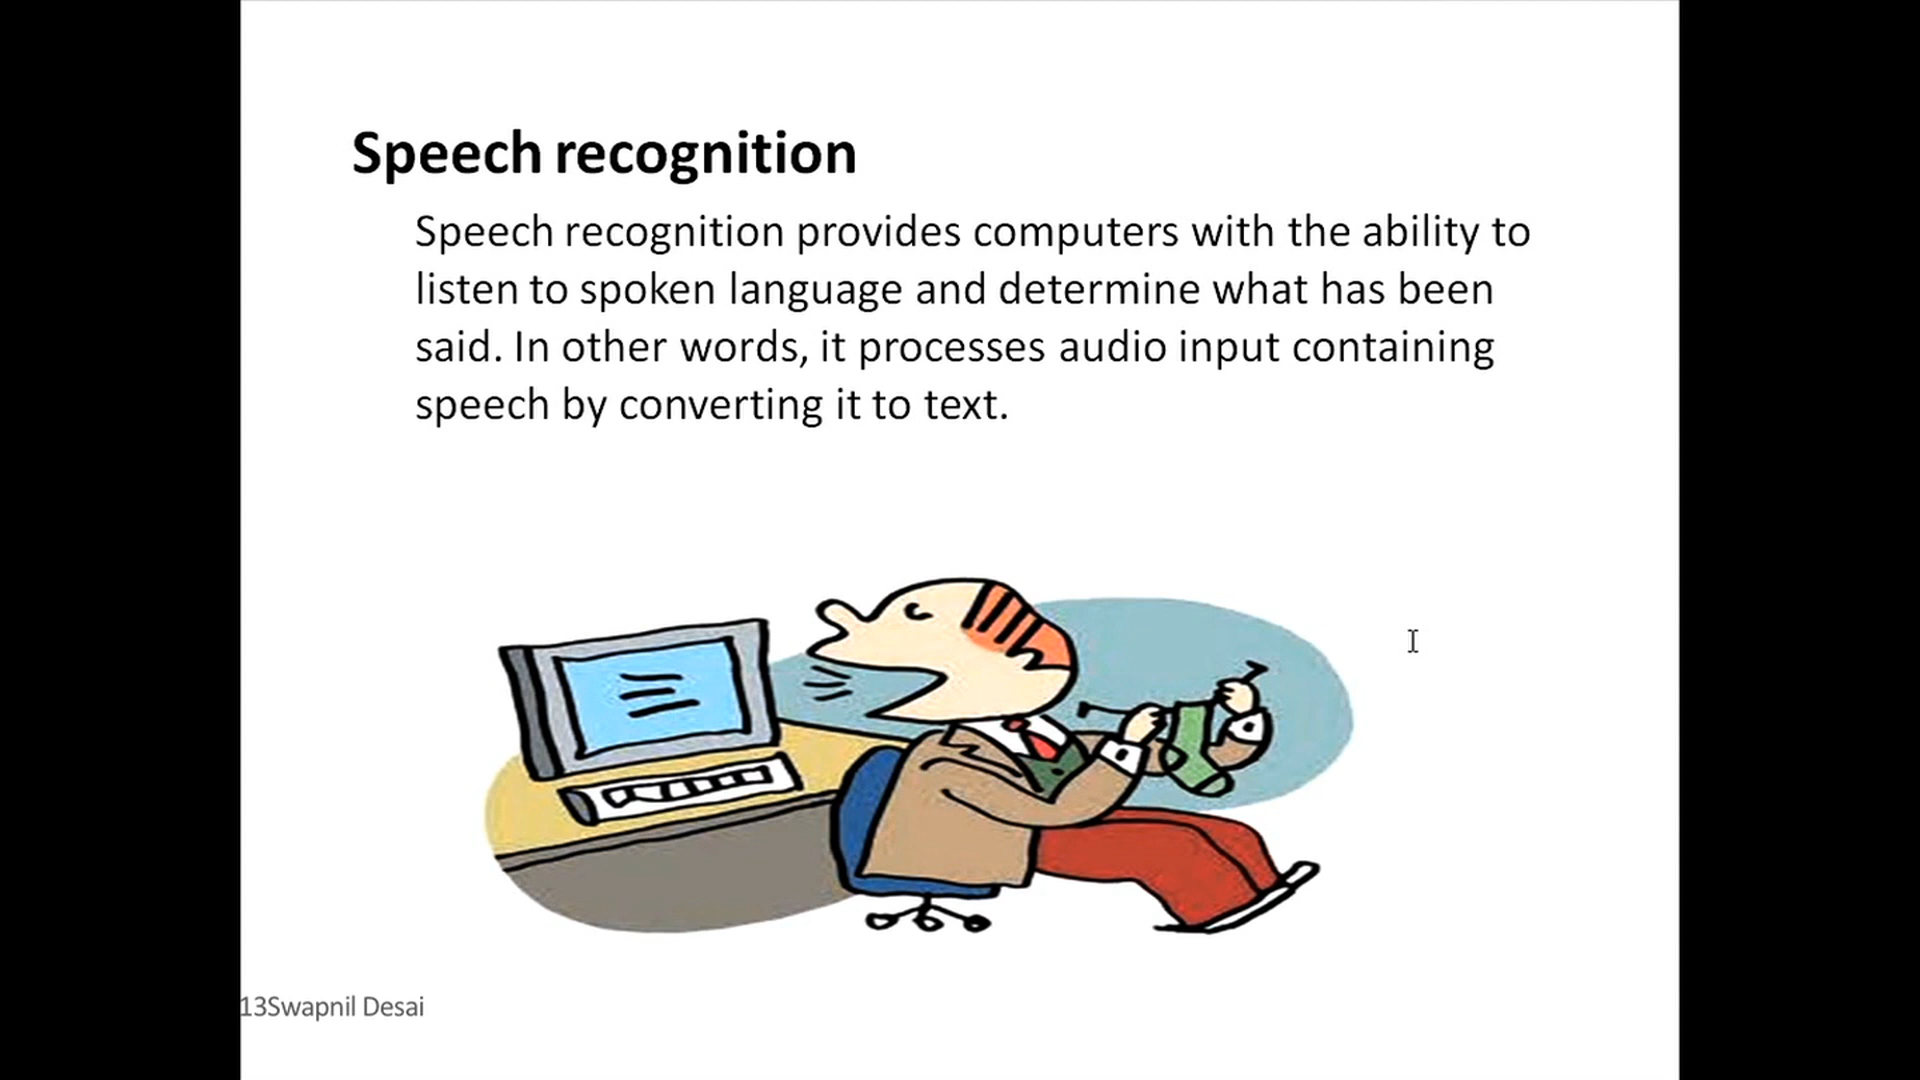 Speech recognition
Speech recognition provides computers with the ability to
listen to spoken language and determine what has been
said. In other words, it processes audio input containing
speech by converting it to text.
13Swapnil Desai